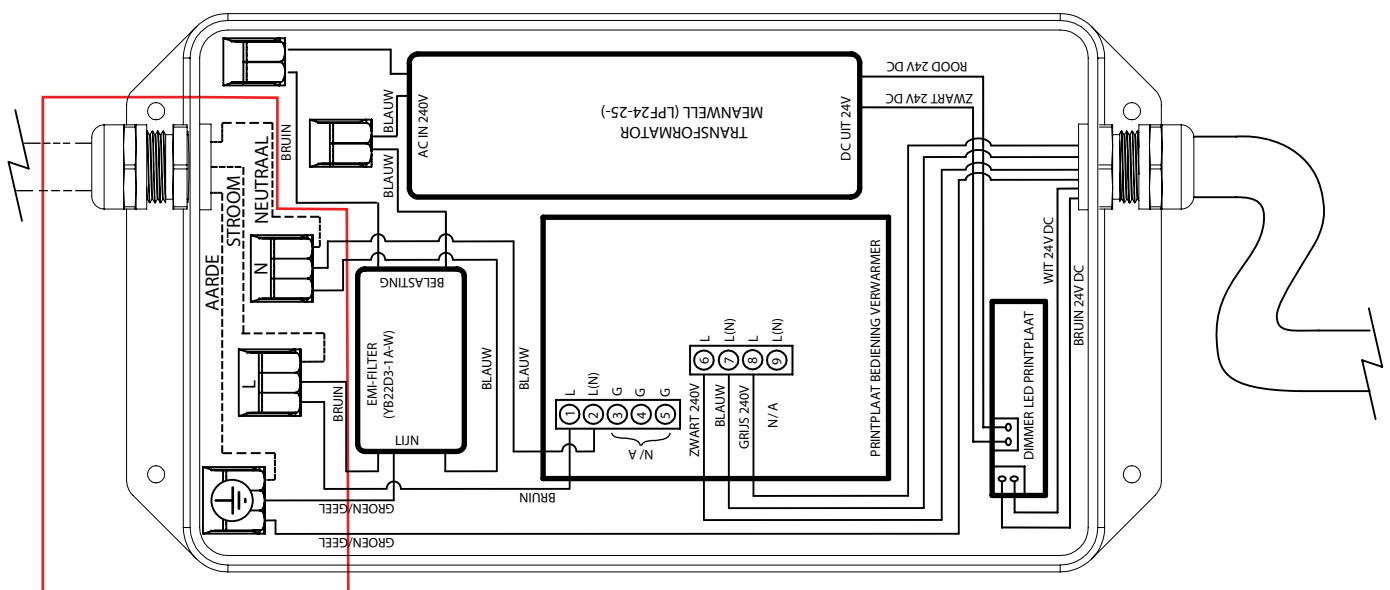 BRUIN
BLAUW
BLAUW
AC IN 240V
TRANSFORMATOR
MEANWELL (LPF24-25-)
DC UIT 24V
ROOD 24V DC
ZWART 24V DC
AARDE
STROOM
NEUTRAAL
N
L
BRUIN
BELASTING
EMI-FILTER
(YB22D3-1 A-W)
LIJN
BLAUW
BLAUW
BRUIN
GROEN/GEEL
GROEN/GEEL
1 L
2 L(N)
3 G
4 G
5 G
N/A
6 L
7 L(N)
8 L
9 L(N)
ZWART 240V
BLAUW
GRIJS 240V
N/A
PRINTPLAAT BEDIENING VERWARMER
DIMMER LED PRINTPLAAT
WIT 24V DC
BRUIN 24V DC